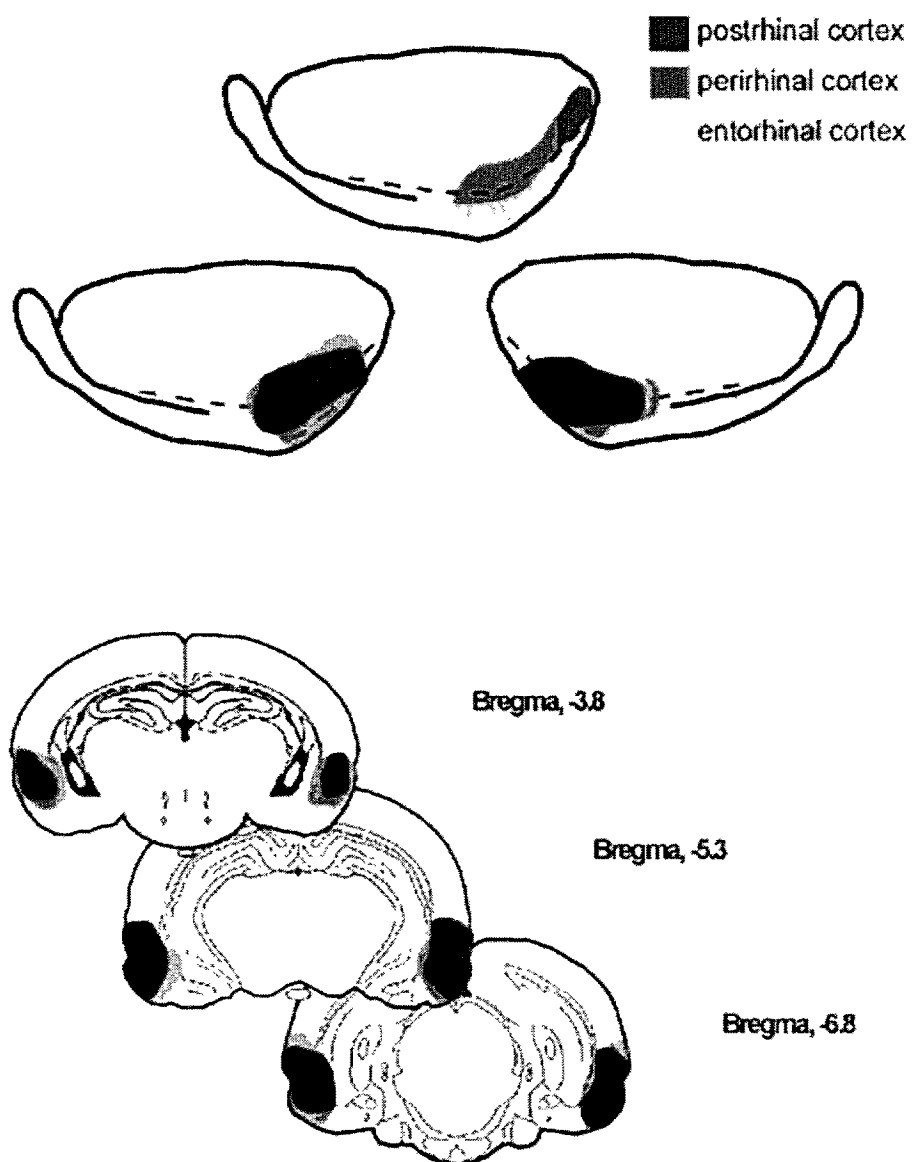 postrhinal cortex
perirhinal cortex
entorhinal cortex
Bregma, -3.8
Bregma, -5.3
Bregma, -6.8